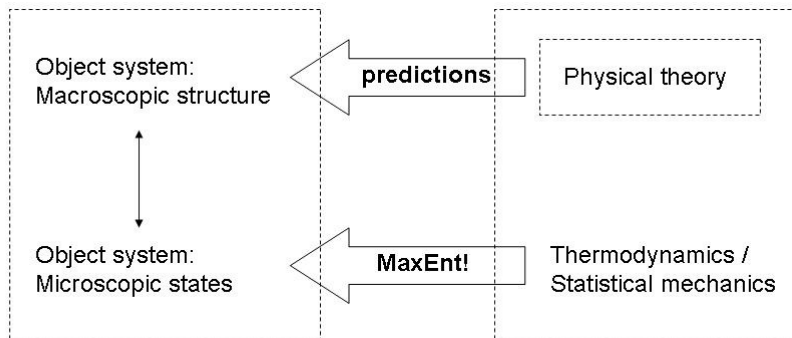 Object system:
Macroscopic structure
predictions
Physical theory
Object system:
Microscopic states
MaxEnt!
Thermodynamics /
Statistical mechanics